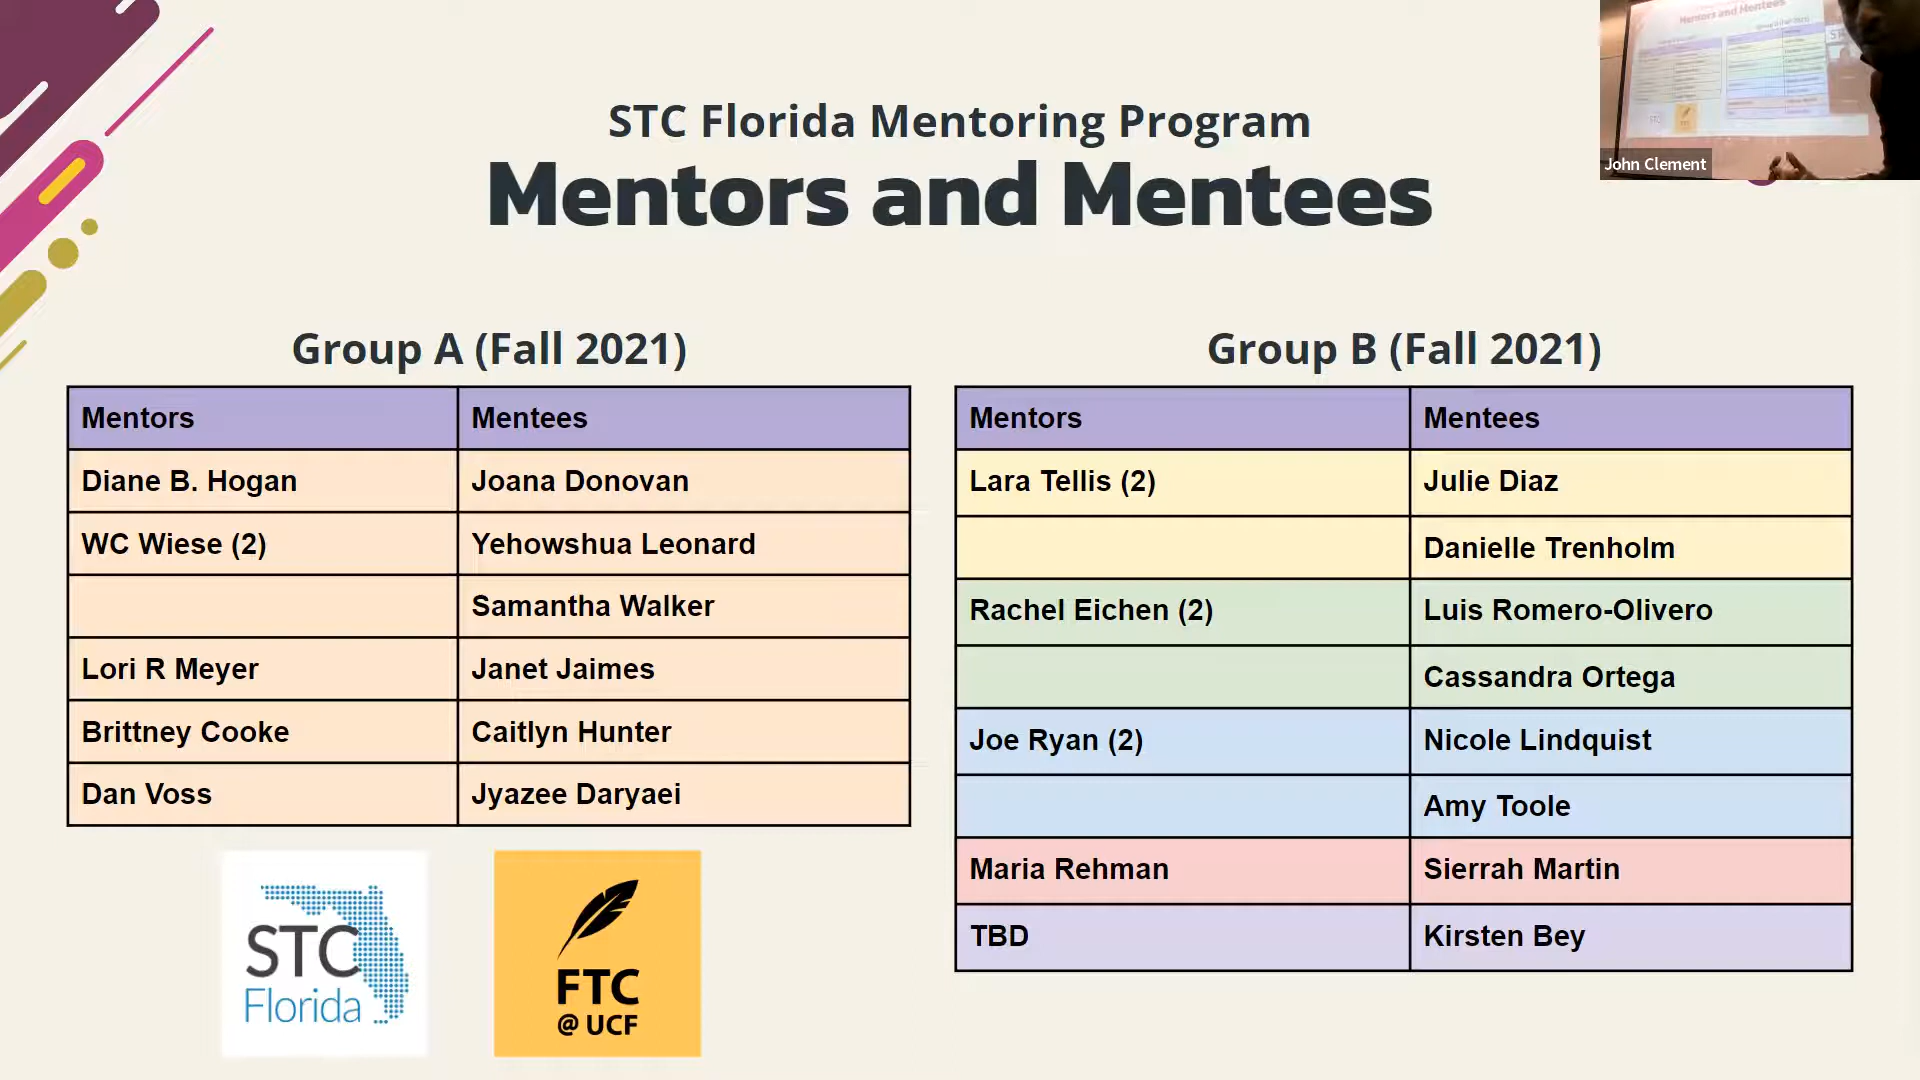 STC Florida Mentoring Program
Mentors and Mentees
Mentors and Mentees
John Clement
Group A (Fall 2021)
Mentors Mentees
Diane B. Hogan Joana Donovan
WC Wiese (2) Yehowshua Leonard
Samantha Walker
Lori R Meyer Janet Jaimes
Brittney Cooke Caitlyn Hunter
Dan Voss Jyazee Daryaei
Group B (Fall 2021)
Mentors Mentees
Lara Tellis (2) Julie Diaz
Danielle Trenholm
Rachel Eichen (2) Luis Romero-Olivero
Cassandra Ortega
Joe Ryan (2) Nicole Lindquist
Amy Toole
Maria Rehman Sierrah Martin
TBD Kirsten Bey
STC
Florida
FTC
@ UCF